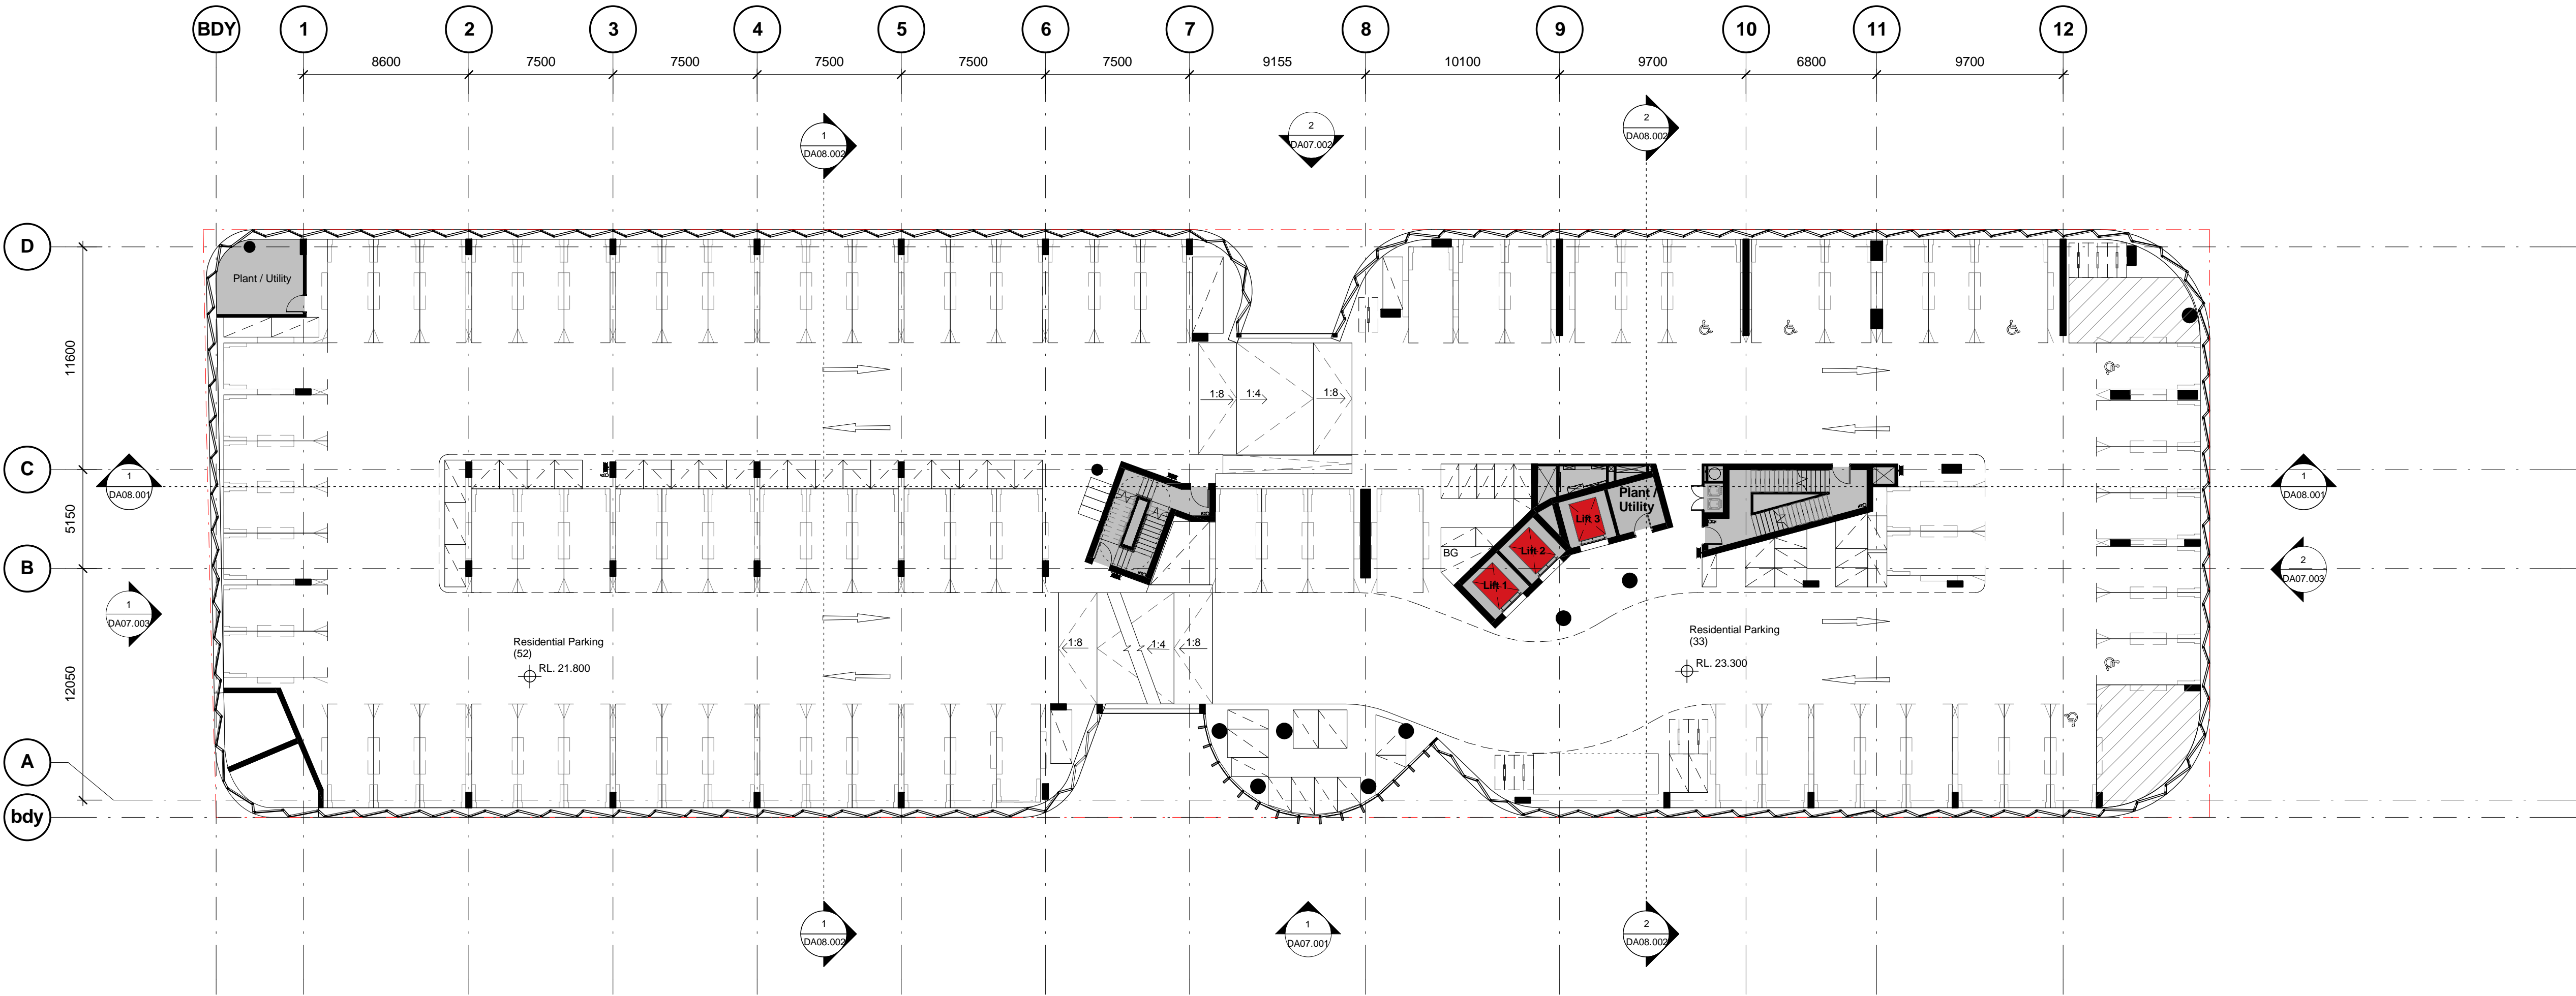 BDY 1 2 3 4 5 6 7 8 9 10 11 12
8600 7500 7500 7500 7500 7500 9155 10100 9700 6800 9700
1
DA08.002
2
DA07.002
2
DA08.002
D
Plant / Utility
11600
1:8 1:4 1:8
C
1
DA08.001
Plant /
Utility
Lift 3
Lift 2
Lift 1
BG
1
DA08.001
5150
B
1
DA07.003
2
DA07.003
Residential Parking
(52)
RL. 21.800
1:8 1:4 1:8
Residential Parking
(33)
RL. 23.300
12050
A
bdy
1
DA08.002
1
DA07.001
2
DA08.002